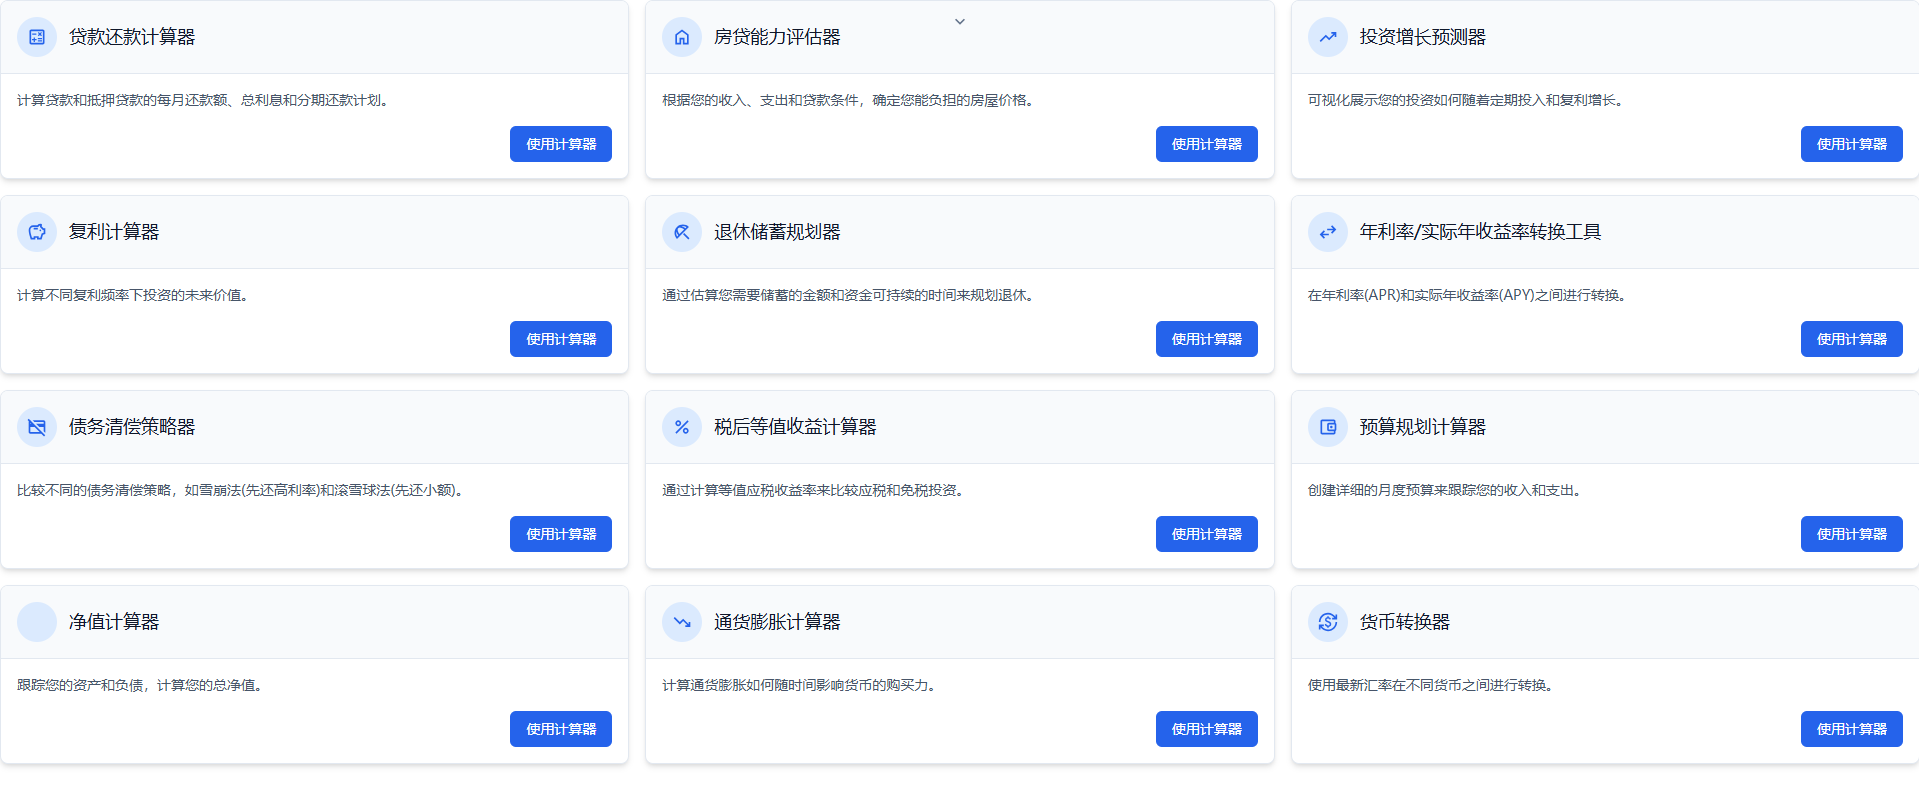 贷款还款计算器
计算贷款和抵押贷款的每月还款额、总利息和分期还款计划。
使用计算器
房贷能力评估器
根据您的收入、支出和贷款条件，确定您能负担的房屋价格。
使用计算器
投资增长预测器
可视化展示您的投资如何随着定期投入和复利增长。
使用计算器
复利计算器
计算不同复利频率下投资的未来价值。
使用计算器
退休储蓄规划器
通过估算您需要储蓄的金额和资金可持续的时间来规划退休。
使用计算器
年利率/实际年收益率转换工具
在年利率(APR)和实际年收益率(APY)之间进行转换。
使用计算器
债务清偿策略器
比较不同的债务清偿策略，如雪崩法(先还高利率)和滚雪球法(先还小额)。
使用计算器
税后等值收益计算器
通过计算等值应税收益率来比较应税和免税投资。
使用计算器
预算规划计算器
创建详细的月度预算来跟踪您的收入和支出。
使用计算器
净值计算器
跟踪您的资产和负债，计算您的总净值。
使用计算器
通货膨胀计算器
计算通货膨胀如何随时间影响货币的购买力。
使用计算器
货币转换器
使用最新汇率在不同货币之间进行转换。
使用计算器